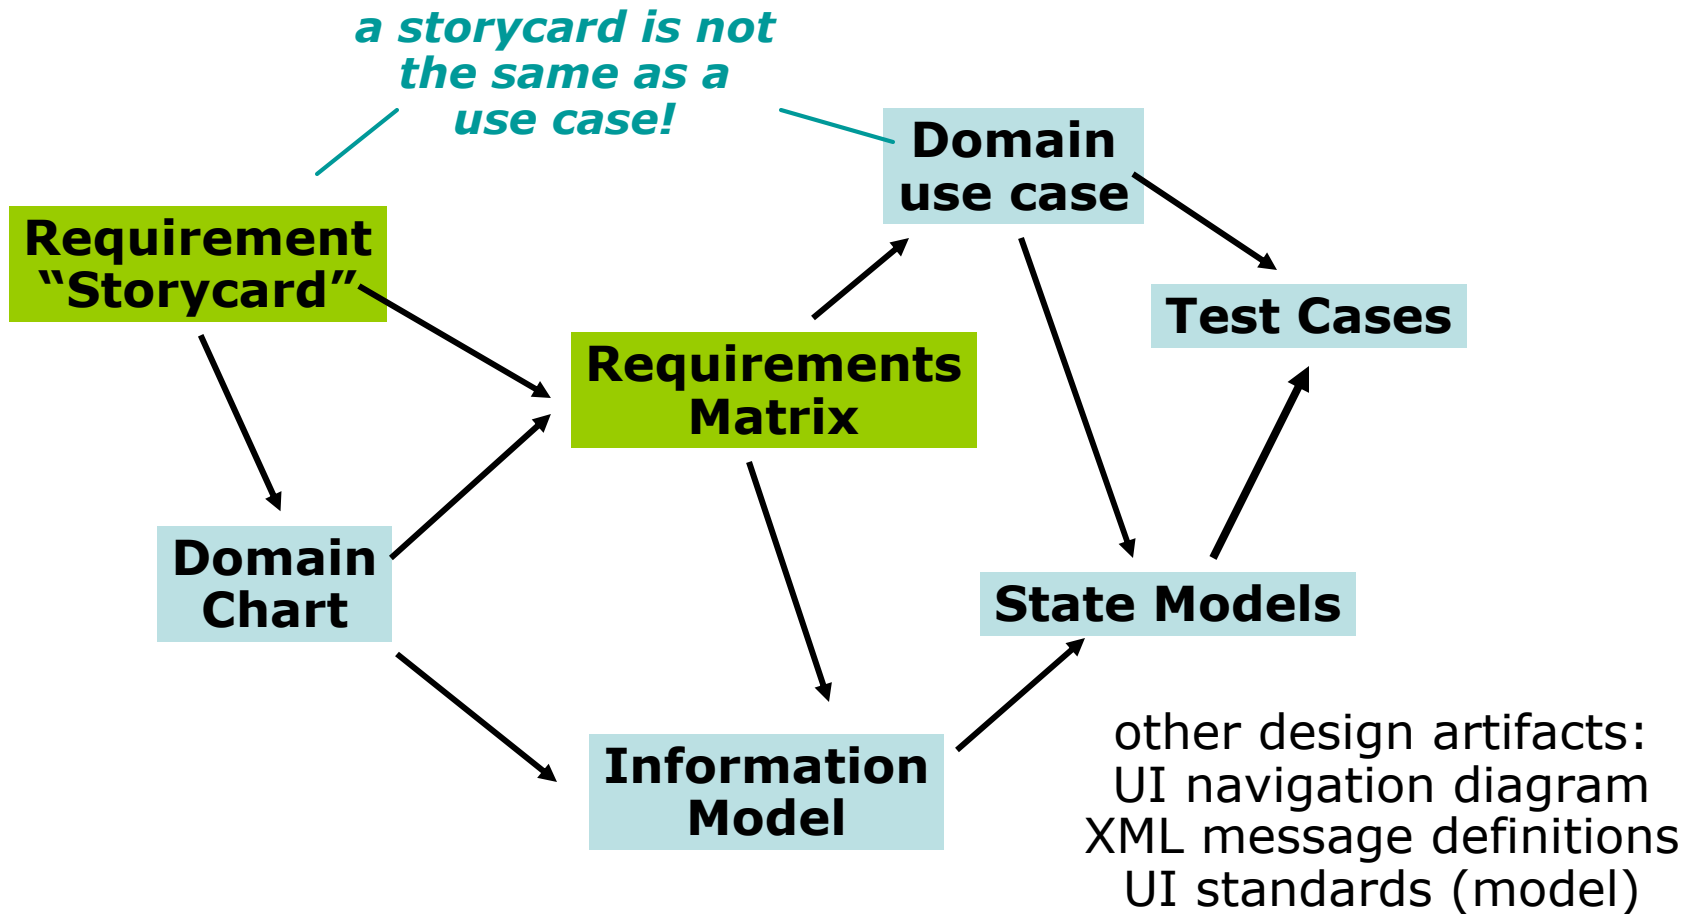 a storycard is not
the same as a
use case!
Domain
use case
Requirement
“Storycard”
Test Cases
Requirements
Matrix
Domain
Chart
State Models
Information
Model
other design artifacts:
UI navigation diagram
XML message definitions
UI standards (model)